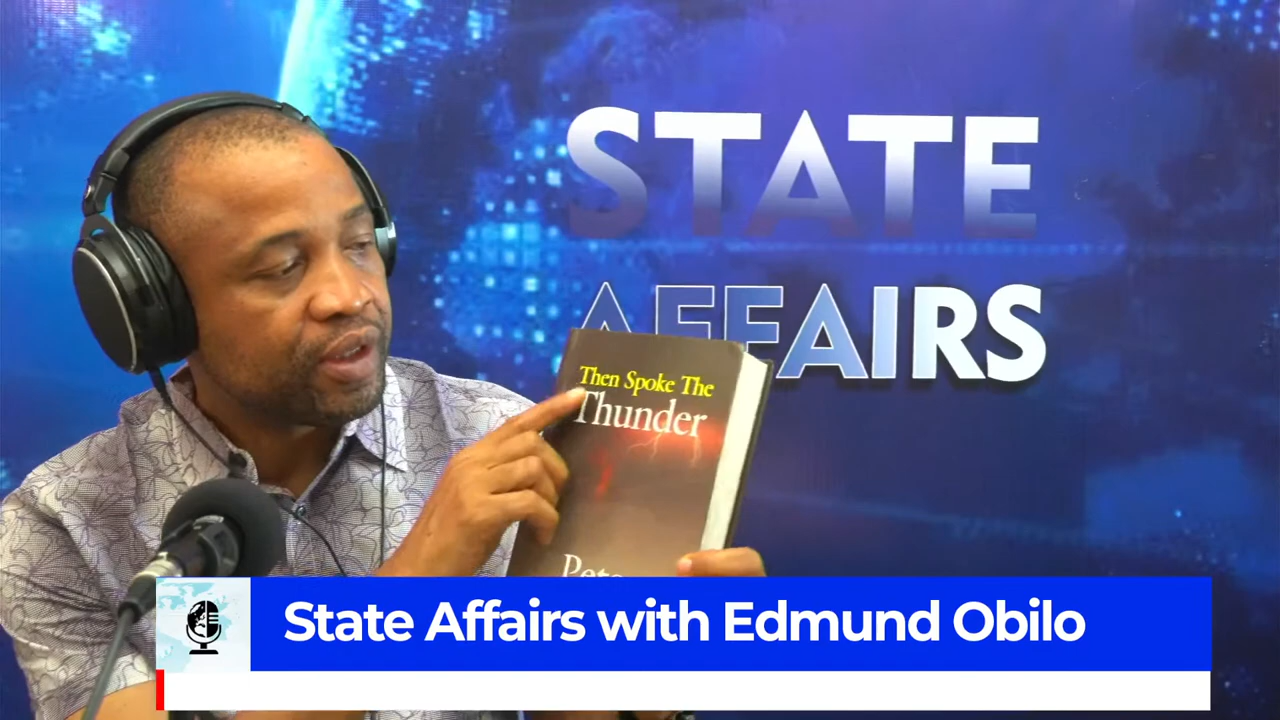 STATE
AFFAIRS
Then Spoke The
Thunder
State Affairs with Edmund Obilo